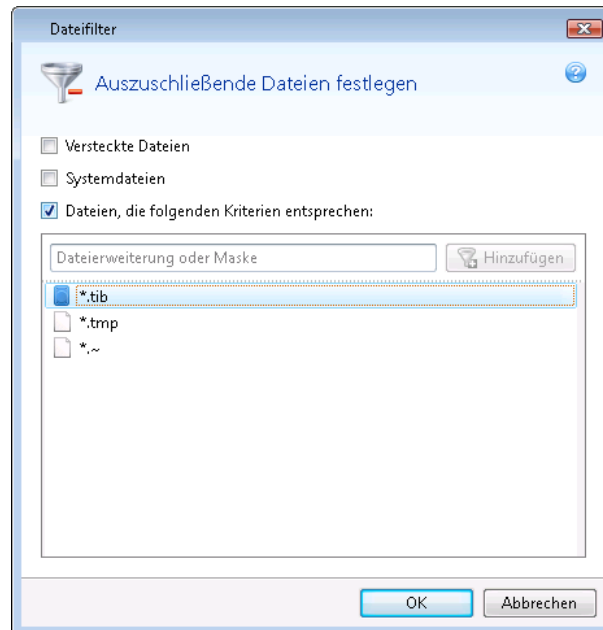 Dateifilter
Auszuschließende Dateien festlegen
Versteckte Dateien
Systemdateien
Dateien, die folgenden Kriterien entsprechen:
Dateierweiterung oder Maske
Hinzufügen
*.tib
*.tmp
*.~
OK
Abbrechen